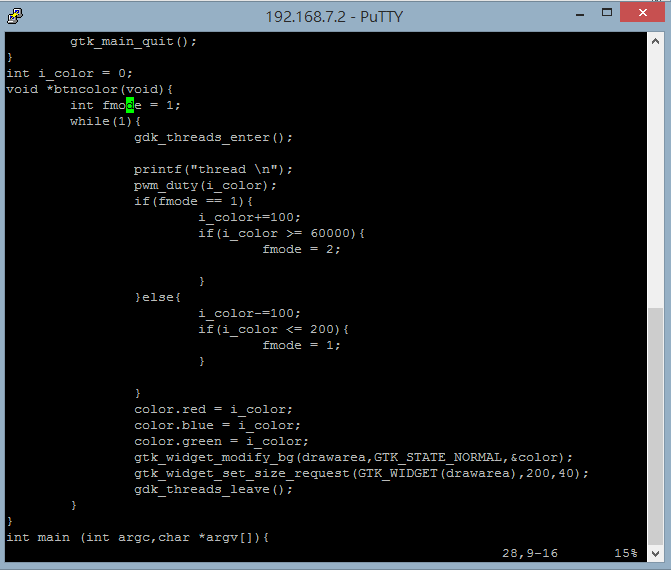 192.168.7.2 - PuTTY
        gtk_main_quit();
}
int i_color = 0;
void *btncolor(void){
        int fmode = 1;
        while(1){
                gdk_threads_enter();

                printf("thread \n");
                pwm_duty(i_color);
                if(fmode == 1){
                        i_color+=100;
                        if(i_color >= 60000){
                                fmode = 2;

                        }
                }else{
                        i_color-=100;
                        if(i_color <= 200){
                                fmode = 1;
                        }

                }
                color.red = i_color;
                color.blue = i_color;
                color.green = i_color;
                gtk_widget_modify_bg(drawarea,GTK_STATE_NORMAL,&color);
                gtk_widget_set_size_request(GTK_WIDGET(drawarea),200,40);
                gdk_threads_leave();
        }
}
int main (int argc,char *argv[]){
28,9-16 15%